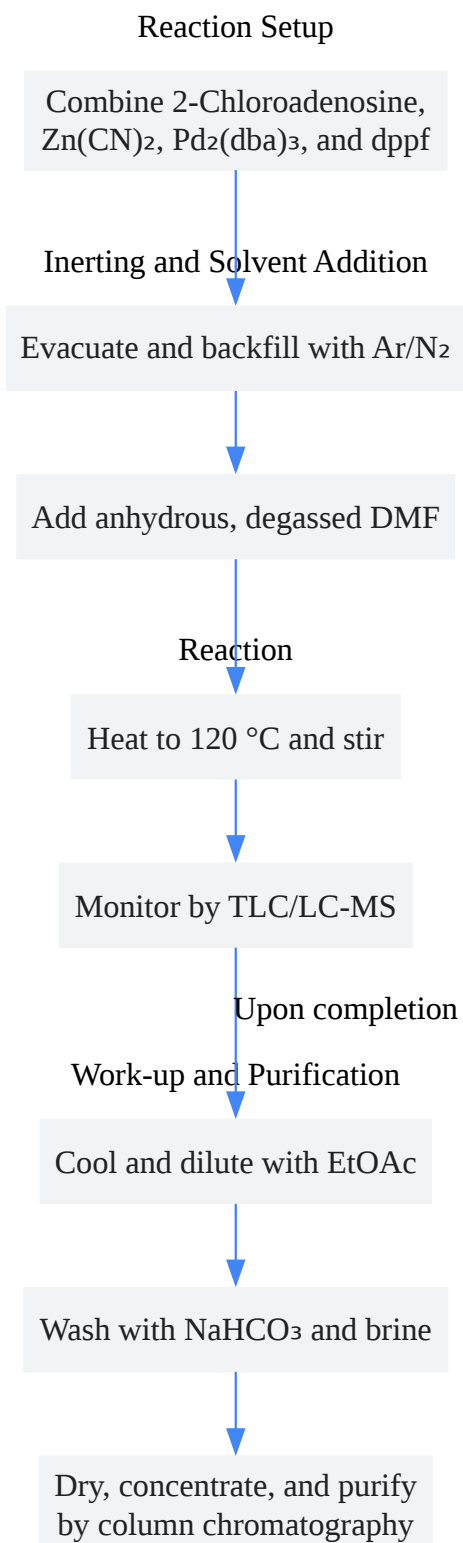 Reaction Setup
Combine 2-Chloroadenosine,
Zn(CN)₂, Pd₂(dba)₃, and dppf
Inerting and Solvent Addition
Evacuate and backfill with Ar/N₂
Add anhydrous, degassed DMF
Reaction
Heat to 120 °C and stir
Monitor by TLC/LC-MS
Upon completion
Work-up and Purification
Cool and dilute with EtOAc
Wash with NaHCO₃ and brine
Dry, concentrate, and purify
by column chromatography